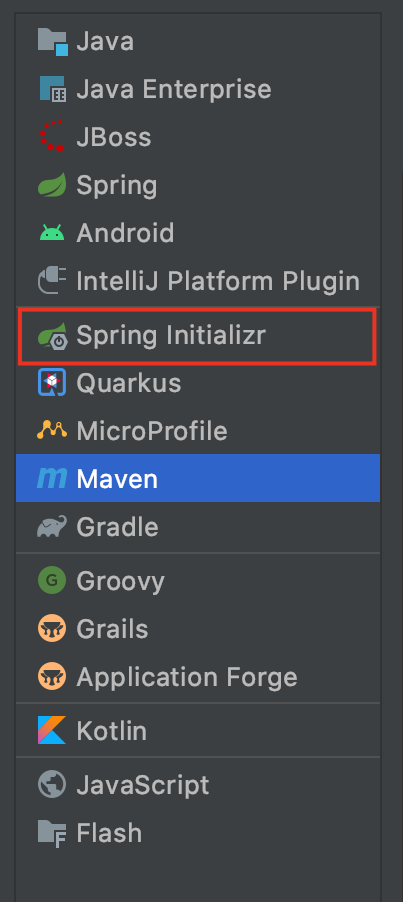 Java
Java Enterprise
JBoss
Spring
Android
IntelliJ Platform Plugin
Spring Initializr
Quarkus
MicroProfile
m Maven
Gradle
G Groovy
Grails
Application Forge
Kotlin
JavaScript
F Flash